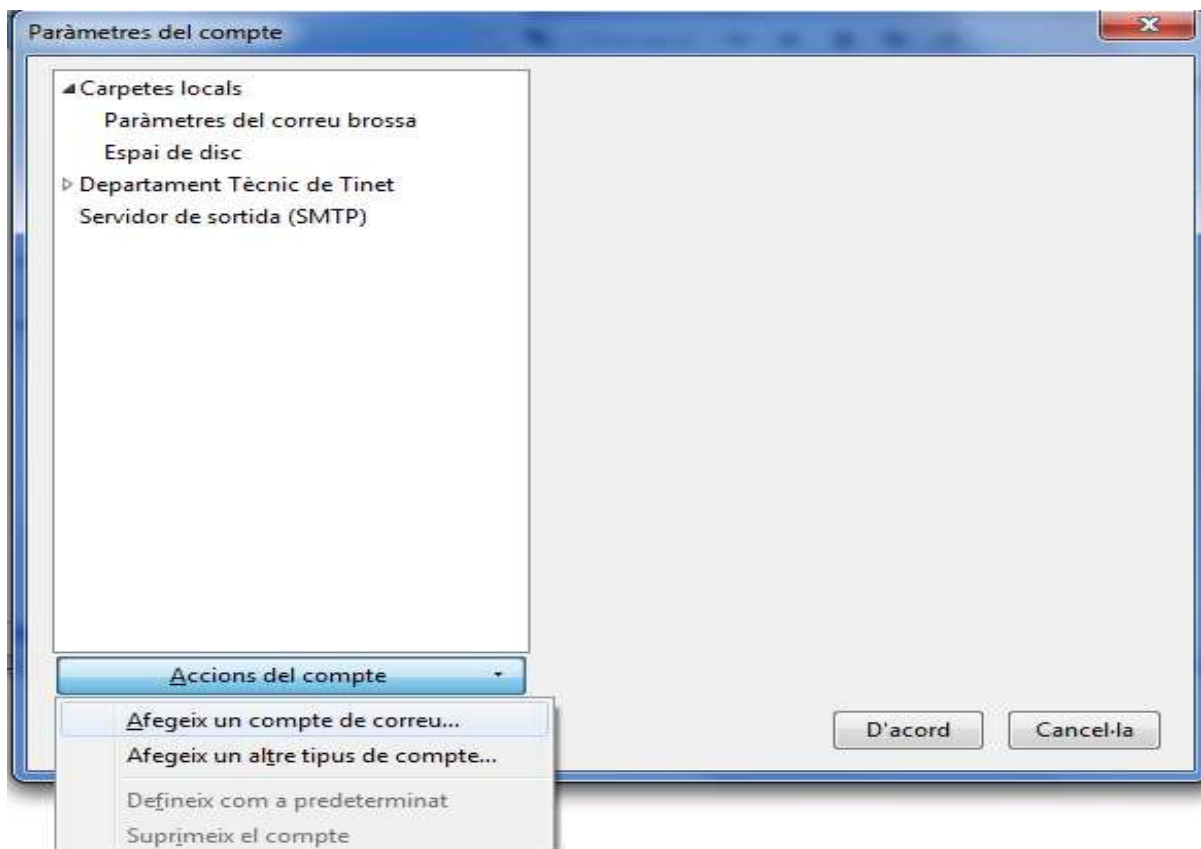 Paràmetres del compte
Carpetes locals
Paràmetres del correu brossa
Espai de disc
Departament Tècnic de Tinet
Servidor de sortida (SMTP)
Accions del compte
Afegeix un compte de correu...
Afegeix un altre tipus de compte...
Defineix com a predeterminat
Suprimeix el compte
D'acord
Cancel·la